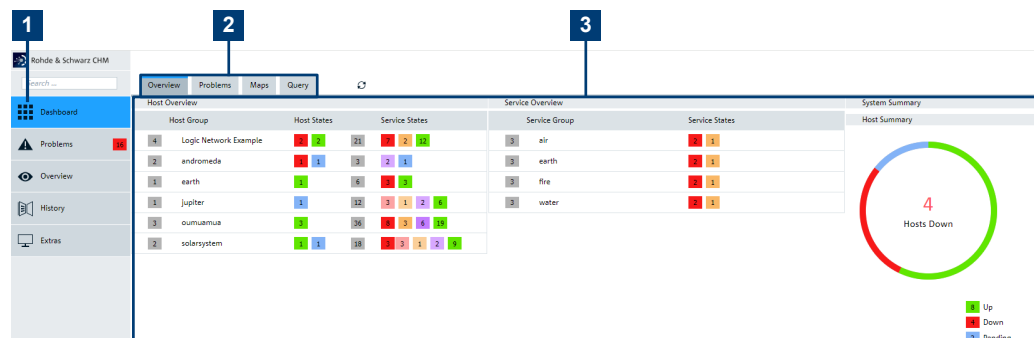 1 2 3
Rohde & Schwarz CHM
Search ...
Overview Problems Maps Query
Dashboard
Problems 16
Overview
History
Extras
Host Overview
Host Group Host States Service States
4 Logic Network Example 2 2 21 7 2 12
2 andromeda 1 1 3 2 1
1 earth 1 6 3 3
1 jupiter 1 12 3 1 2 6
3 oumuamua 3 36 8 3 6 19
2 solarsystem 1 1 18 3 3 1 2 9
Service Overview
Service Group Service States
3 air 2 1
3 earth 2 1
3 fire 2 1
3 water 2 1
System Summary
Host Summary
4
Hosts Down
8 Up
4 Down
2 Pending